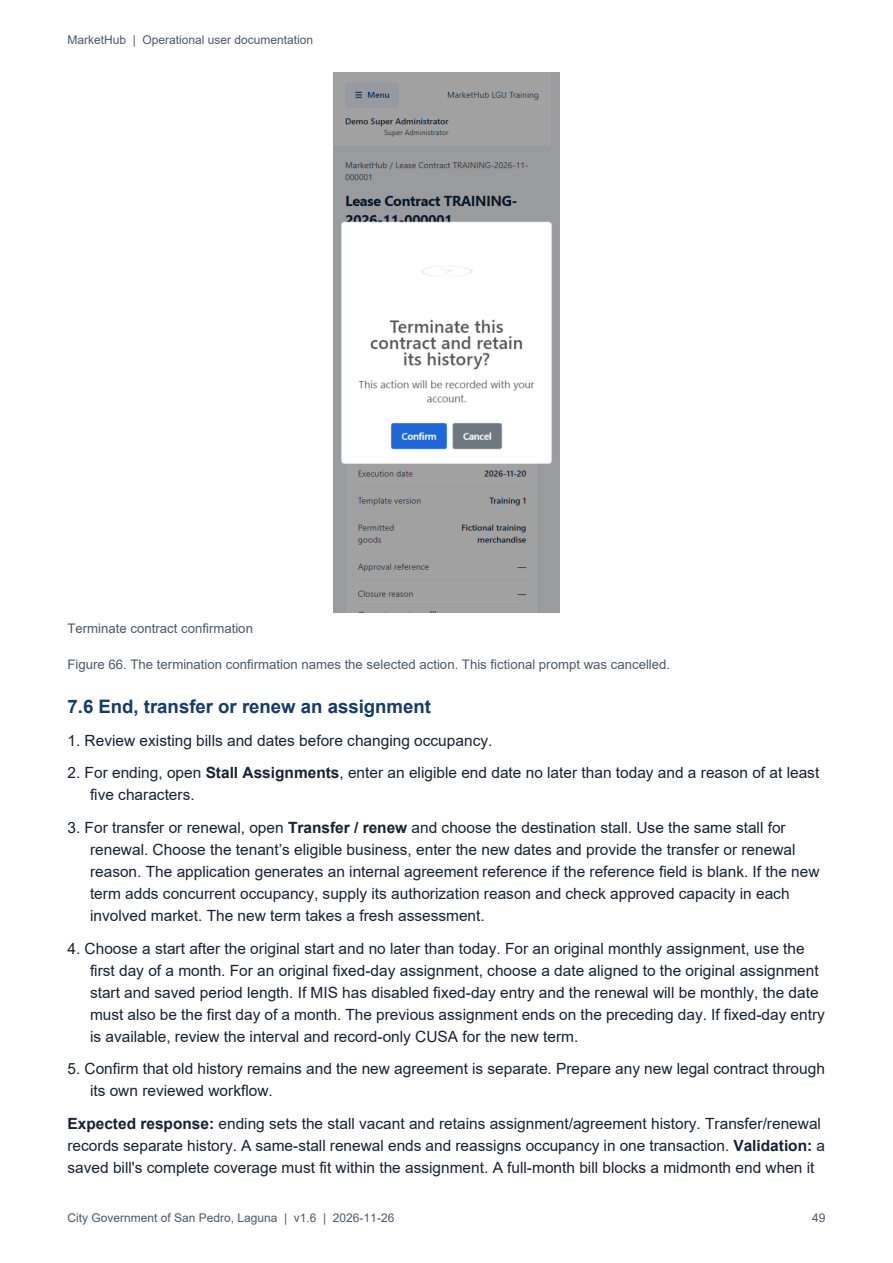 MarketHub | Operational user documentation
☰ Menu
MarketHub LGU Training
Demo Super Administrator
Super Administrator
MarketHub / Lease Contract TRAINING-2026-11-
000001
Lease Contract TRAINING-
2026-11-000001
Terminate this
contract and retain
its history?
This action will be recorded with your
account.
Confirm
Cancel
Execution date 2026-11-20
Template version Training 1
Permitted Fictional training
goods merchandise
Approval reference —
Closure reason —
Terminate contract confirmation
Figure 66. The termination confirmation names the selected action. This fictional prompt was cancelled.
7.6 End, transfer or renew an assignment
1. Review existing bills and dates before changing occupancy.
2. For ending, open Stall Assignments, enter an eligible end date no later than today and a reason of at least
five characters.
3. For transfer or renewal, open Transfer / renew and choose the destination stall. Use the same stall for
renewal. Choose the tenant’s eligible business, enter the new dates and provide the transfer or renewal
reason. The application generates an internal agreement reference if the reference field is blank. If the new
term adds concurrent occupancy, supply its authorization reason and check approved capacity in each
involved market. The new term takes a fresh assessment.
4. Choose a start after the original start and no later than today. For an original monthly assignment, use the
first day of a month. For an original fixed-day assignment, choose a date aligned to the original assignment
start and saved period length. If MIS has disabled fixed-day entry and the renewal will be monthly, the date
must also be the first day of a month. The previous assignment ends on the preceding day. If fixed-day entry
is available, review the interval and record-only CUSA for the new term.
5. Confirm that old history remains and the new agreement is separate. Prepare any new legal contract through
its own reviewed workflow.
Expected response: ending sets the stall vacant and retains assignment/agreement history. Transfer/renewal
records separate history. A same-stall renewal ends and reassigns occupancy in one transaction. Validation: a
saved bill's complete coverage must fit within the assignment. A full-month bill blocks a midmonth end when it
City Government of San Pedro, Laguna | v1.6 | 2026-11-26
49